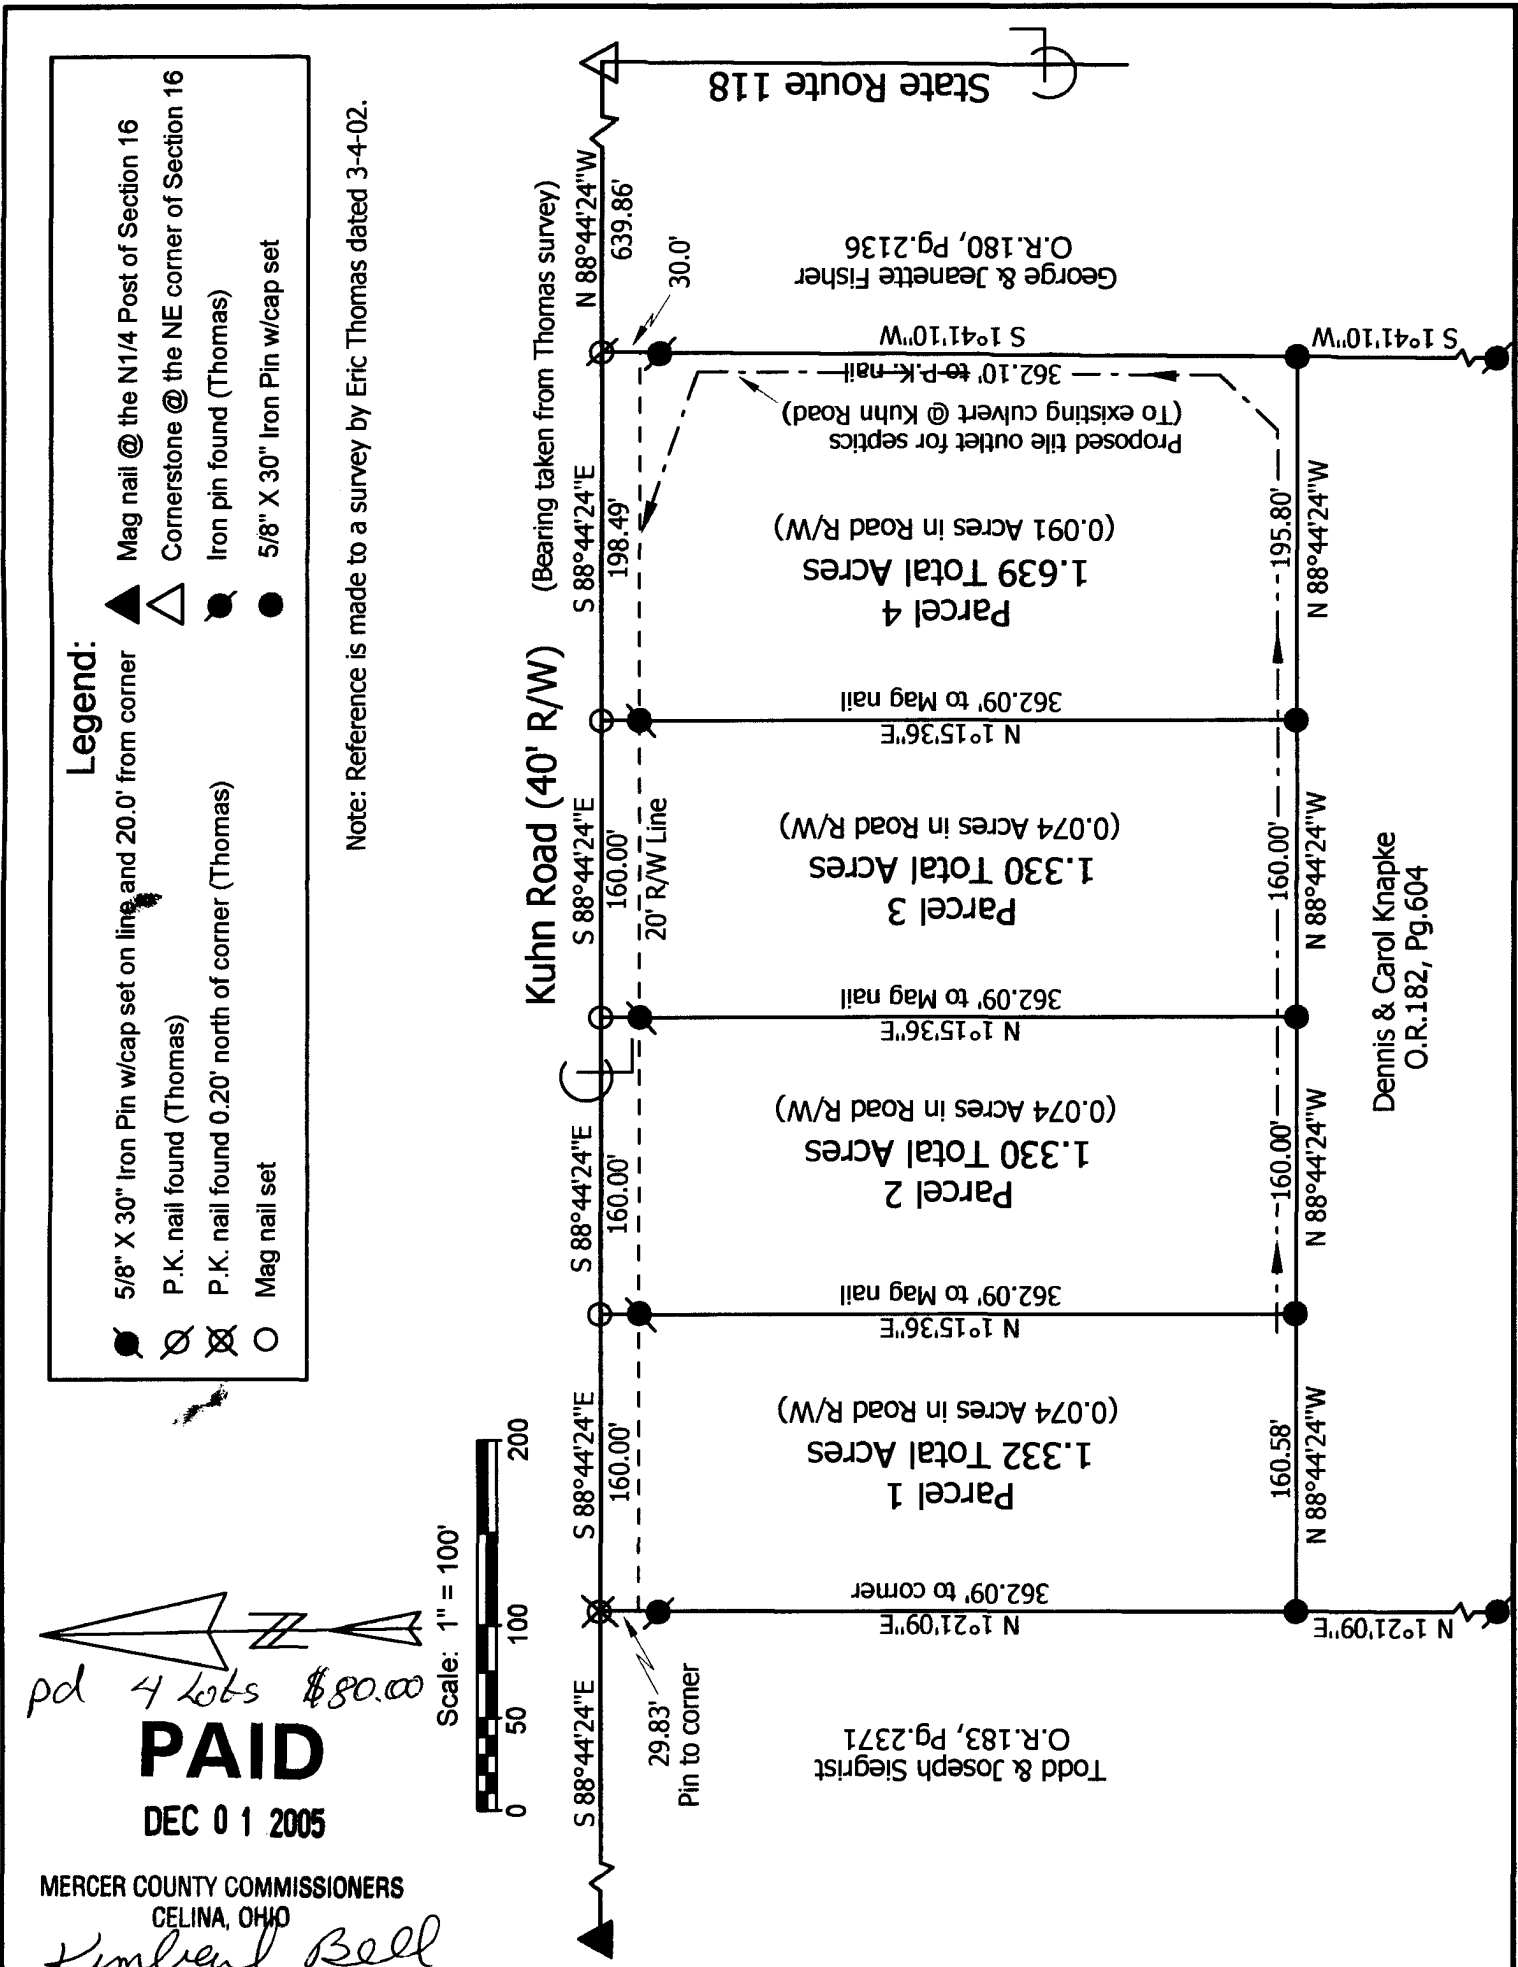 Legend:
5/8" X 30" Iron Pin w/cap set on line and 20.0' from corner
P.K. nail found (Thomas)
P.K. nail found 0.20' north of corner (Thomas)
Mag nail set
Mag nail @ the N1/4 Post of Section 16
Cornerstone @ the NE corner of Section 16
Iron pin found (Thomas)
5/8" X 30" Iron Pin w/cap set
Note: Reference is made to a survey by Eric Thomas dated 3-4-02.
pd 4 Lots $80.00
PAID
DEC 0 1 2005
MERCER COUNTY COMMISSIONERS
CELINA, OHIO
Bell
Scale: 1" = 100'
0 50 100 200
Kuhn Road (40' R/W)
(Bearing taken from Thomas survey)
S 88°44'24"E
S 88°44'24"E
160.00'
S 88°44'24"E
160.00'
S 88°44'24"E
160.00'
S 88°44'24"E
198.49'
N 88°44'24"W
639.86'
29.83'
Pin to corner
20' R/W Line
30.0'
State Route 118
Todd & Joseph Siegrist
O.R.183, Pg.2371
N 1°21'09"E
362.09' to corner
Parcel 1
1.332 Total Acres
(0.074 Acres in Road R/W)
N 1°15'36"E
362.09' to Mag nail
Parcel 2
1.330 Total Acres
(0.074 Acres in Road R/W)
N 1°15'36"E
362.09' to Mag nail
Parcel 3
1.330 Total Acres
(0.074 Acres in Road R/W)
N 1°15'36"E
362.09' to Mag nail
Parcel 4
1.639 Total Acres
(0.091 Acres in Road R/W)
Proposed tile outlet for septics
(To existing culvert @ Kuhn Road)
362.10' to P.K. nail
S 1°41'10"W
George & Jeanette Fisher
O.R.180, Pg.2136
N 1°21'09"E
160.58'
N 88°44'24"W
160.00'
N 88°44'24"W
160.00'
N 88°44'24"W
195.80'
N 88°44'24"W
S 1°41'10"W
Dennis & Carol Knapke
O.R.182, Pg.604